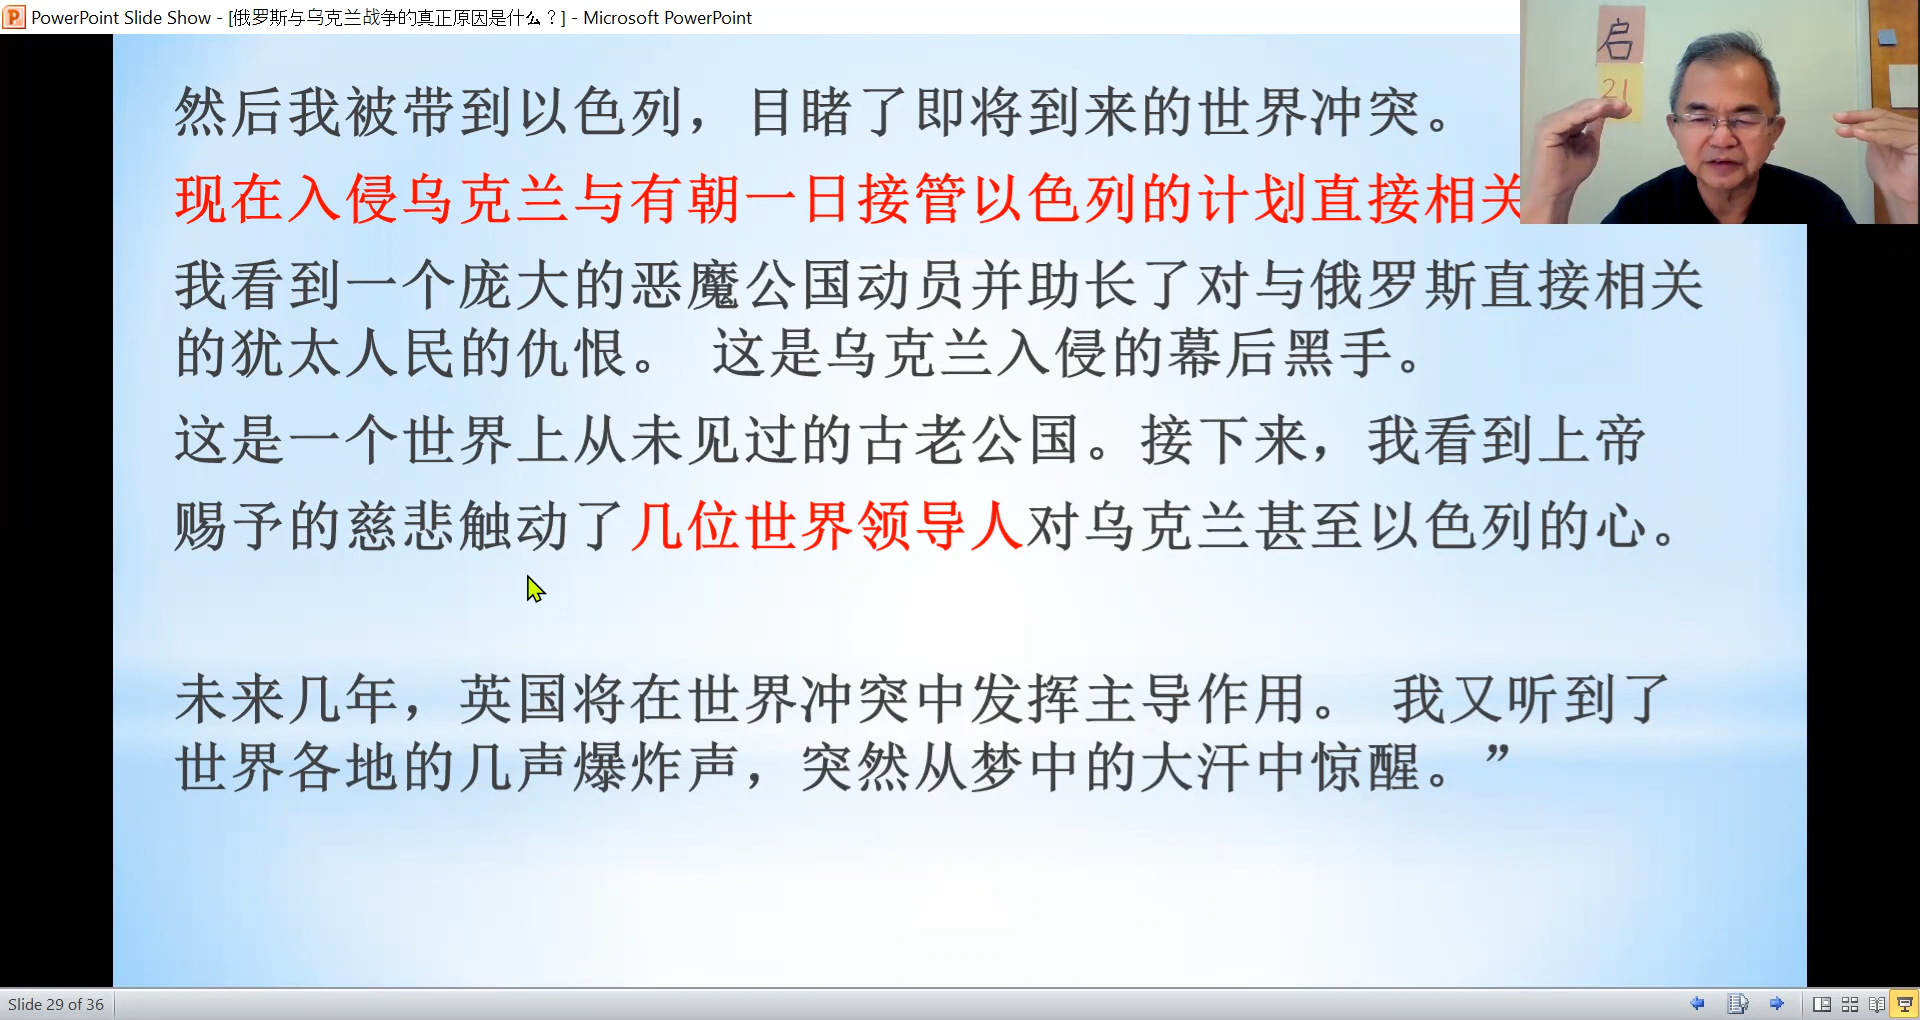 PowerPoint Slide Show - [俄罗斯与乌克兰战争的真正原因是什么？] - Microsoft PowerPoint
启
21
然后我被带到以色列，目睹了即将到来的世界冲突。
现在入侵乌克兰与有朝一日接管以色列的计划直接相关
我看到一个庞大的恶魔公国动员并助长了对与俄罗斯直接相关
的犹太人民的仇恨。 这是乌克兰入侵的幕后黑手。
这是一个世界上从未见过的古老公国。接下来，我看到上帝
赐予的慈悲触动了几位世界领导人对乌克兰甚至以色列的心。
未来几年，英国将在世界冲突中发挥主导作用。 我又听到了
世界各地的几声爆炸声，突然从梦中的大汗中惊醒。”
Slide 29 of 36